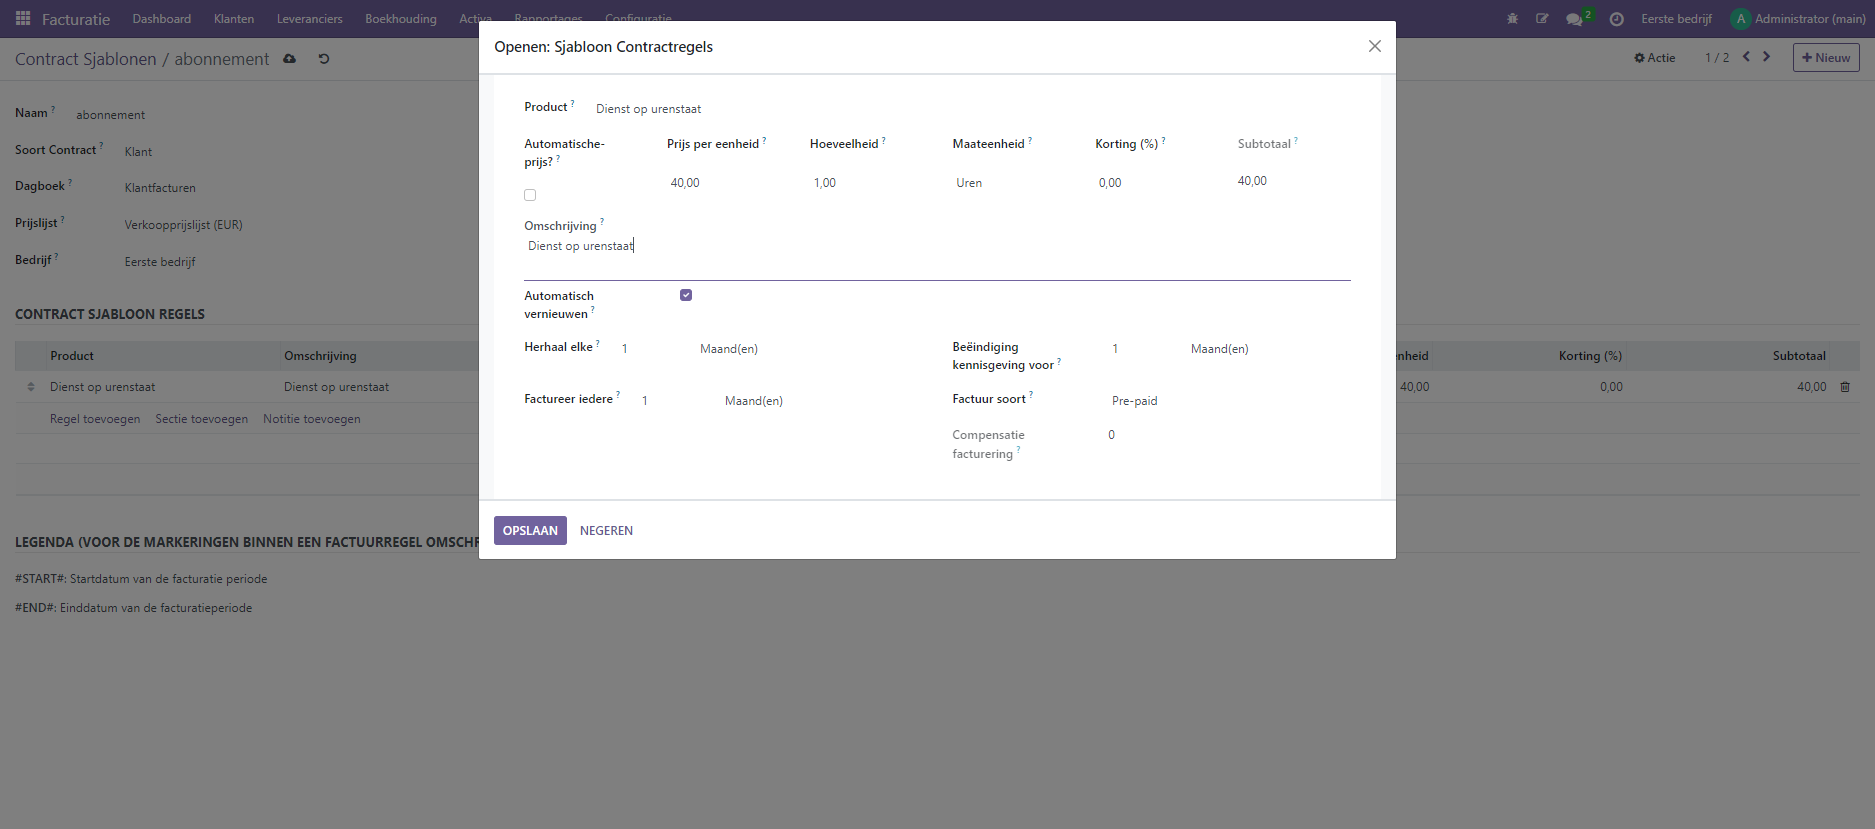 Facturatie Dashboard Klanten Leveranciers Boekhouding Activa Rapportages Configuratie 2 Eerste bedrijf A Administrator (main)
Contract Sjablonen / abonnement Actie 1 / 2 Nieuw
Naam ? abonnement
Soort Contract ? Klant
Dagboek ? Klantfacturen
Prijslijst ? Verkoopprijslijst (EUR)
Bedrijf ? Eerste bedrijf
CONTRACT SJABLOON REGELS
Product Omschrijving enheid Korting (%) Subtotaal
Dienst op urenstaat Dienst op urenstaat 40,00 0,00 40,00
Regel toevoegen Sectie toevoegen Notitie toevoegen
LEGENDA (VOOR DE MARKERINGEN BINNEN EEN FACTUURREGEL OMSCH
#START#: Startdatum van de facturatie periode
#END#: Einddatum van de facturatieperiode
Openen: Sjabloon Contractregels
Product ? Dienst op urenstaat
Automatische-
prijs? ? Prijs per eenheid ? Hoeveelheid ? Maateenheid ? Korting (%) ? Subtotaal ?
40,00 1,00 Uren 0,00 40,00
Omschrijving ?
Dienst op urenstaat
Automatisch
vernieuwen ?
Herhaal elke ? 1 Maand(en)
Beëindiging
kennisgeving voor ? 1 Maand(en)
Factureer iedere ? 1 Maand(en)
Factuur soort ? Pre-paid
Compensatie
facturering ? 0
OPSLAAN NEGEREN